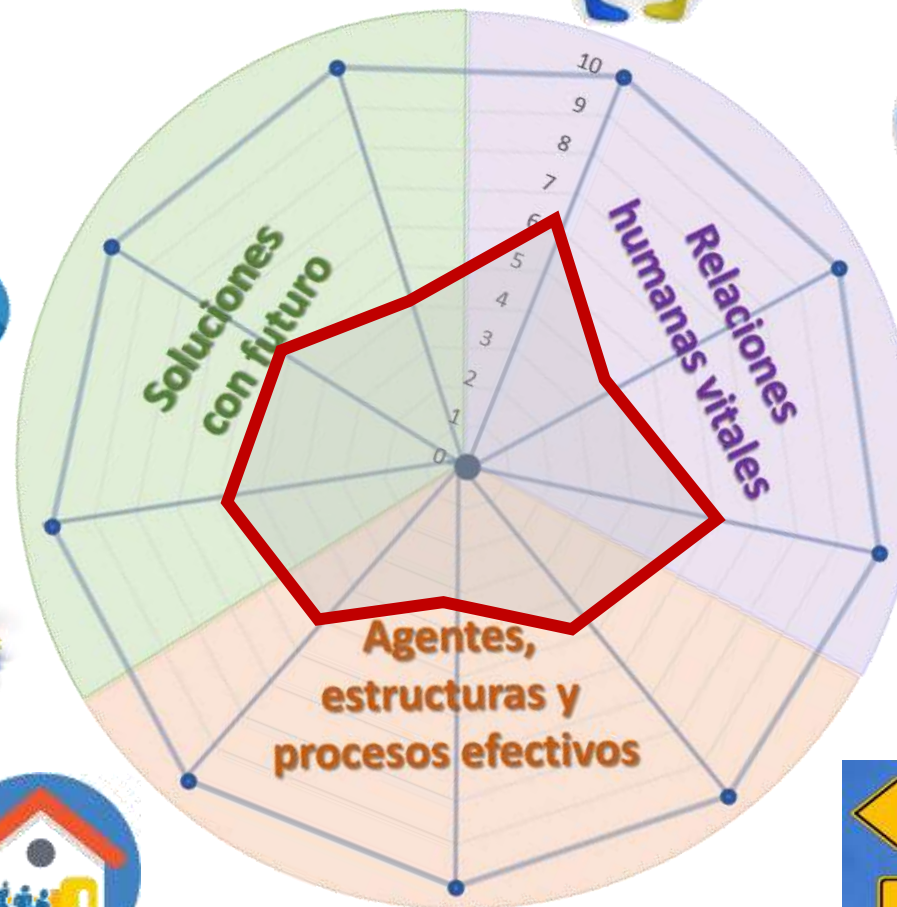 10
9
8
7
6
5
4
3
2
1
0
Soluciones
con futuro
Relaciones
humanas vitales
Agentes,
estructuras y
procesos efectivos